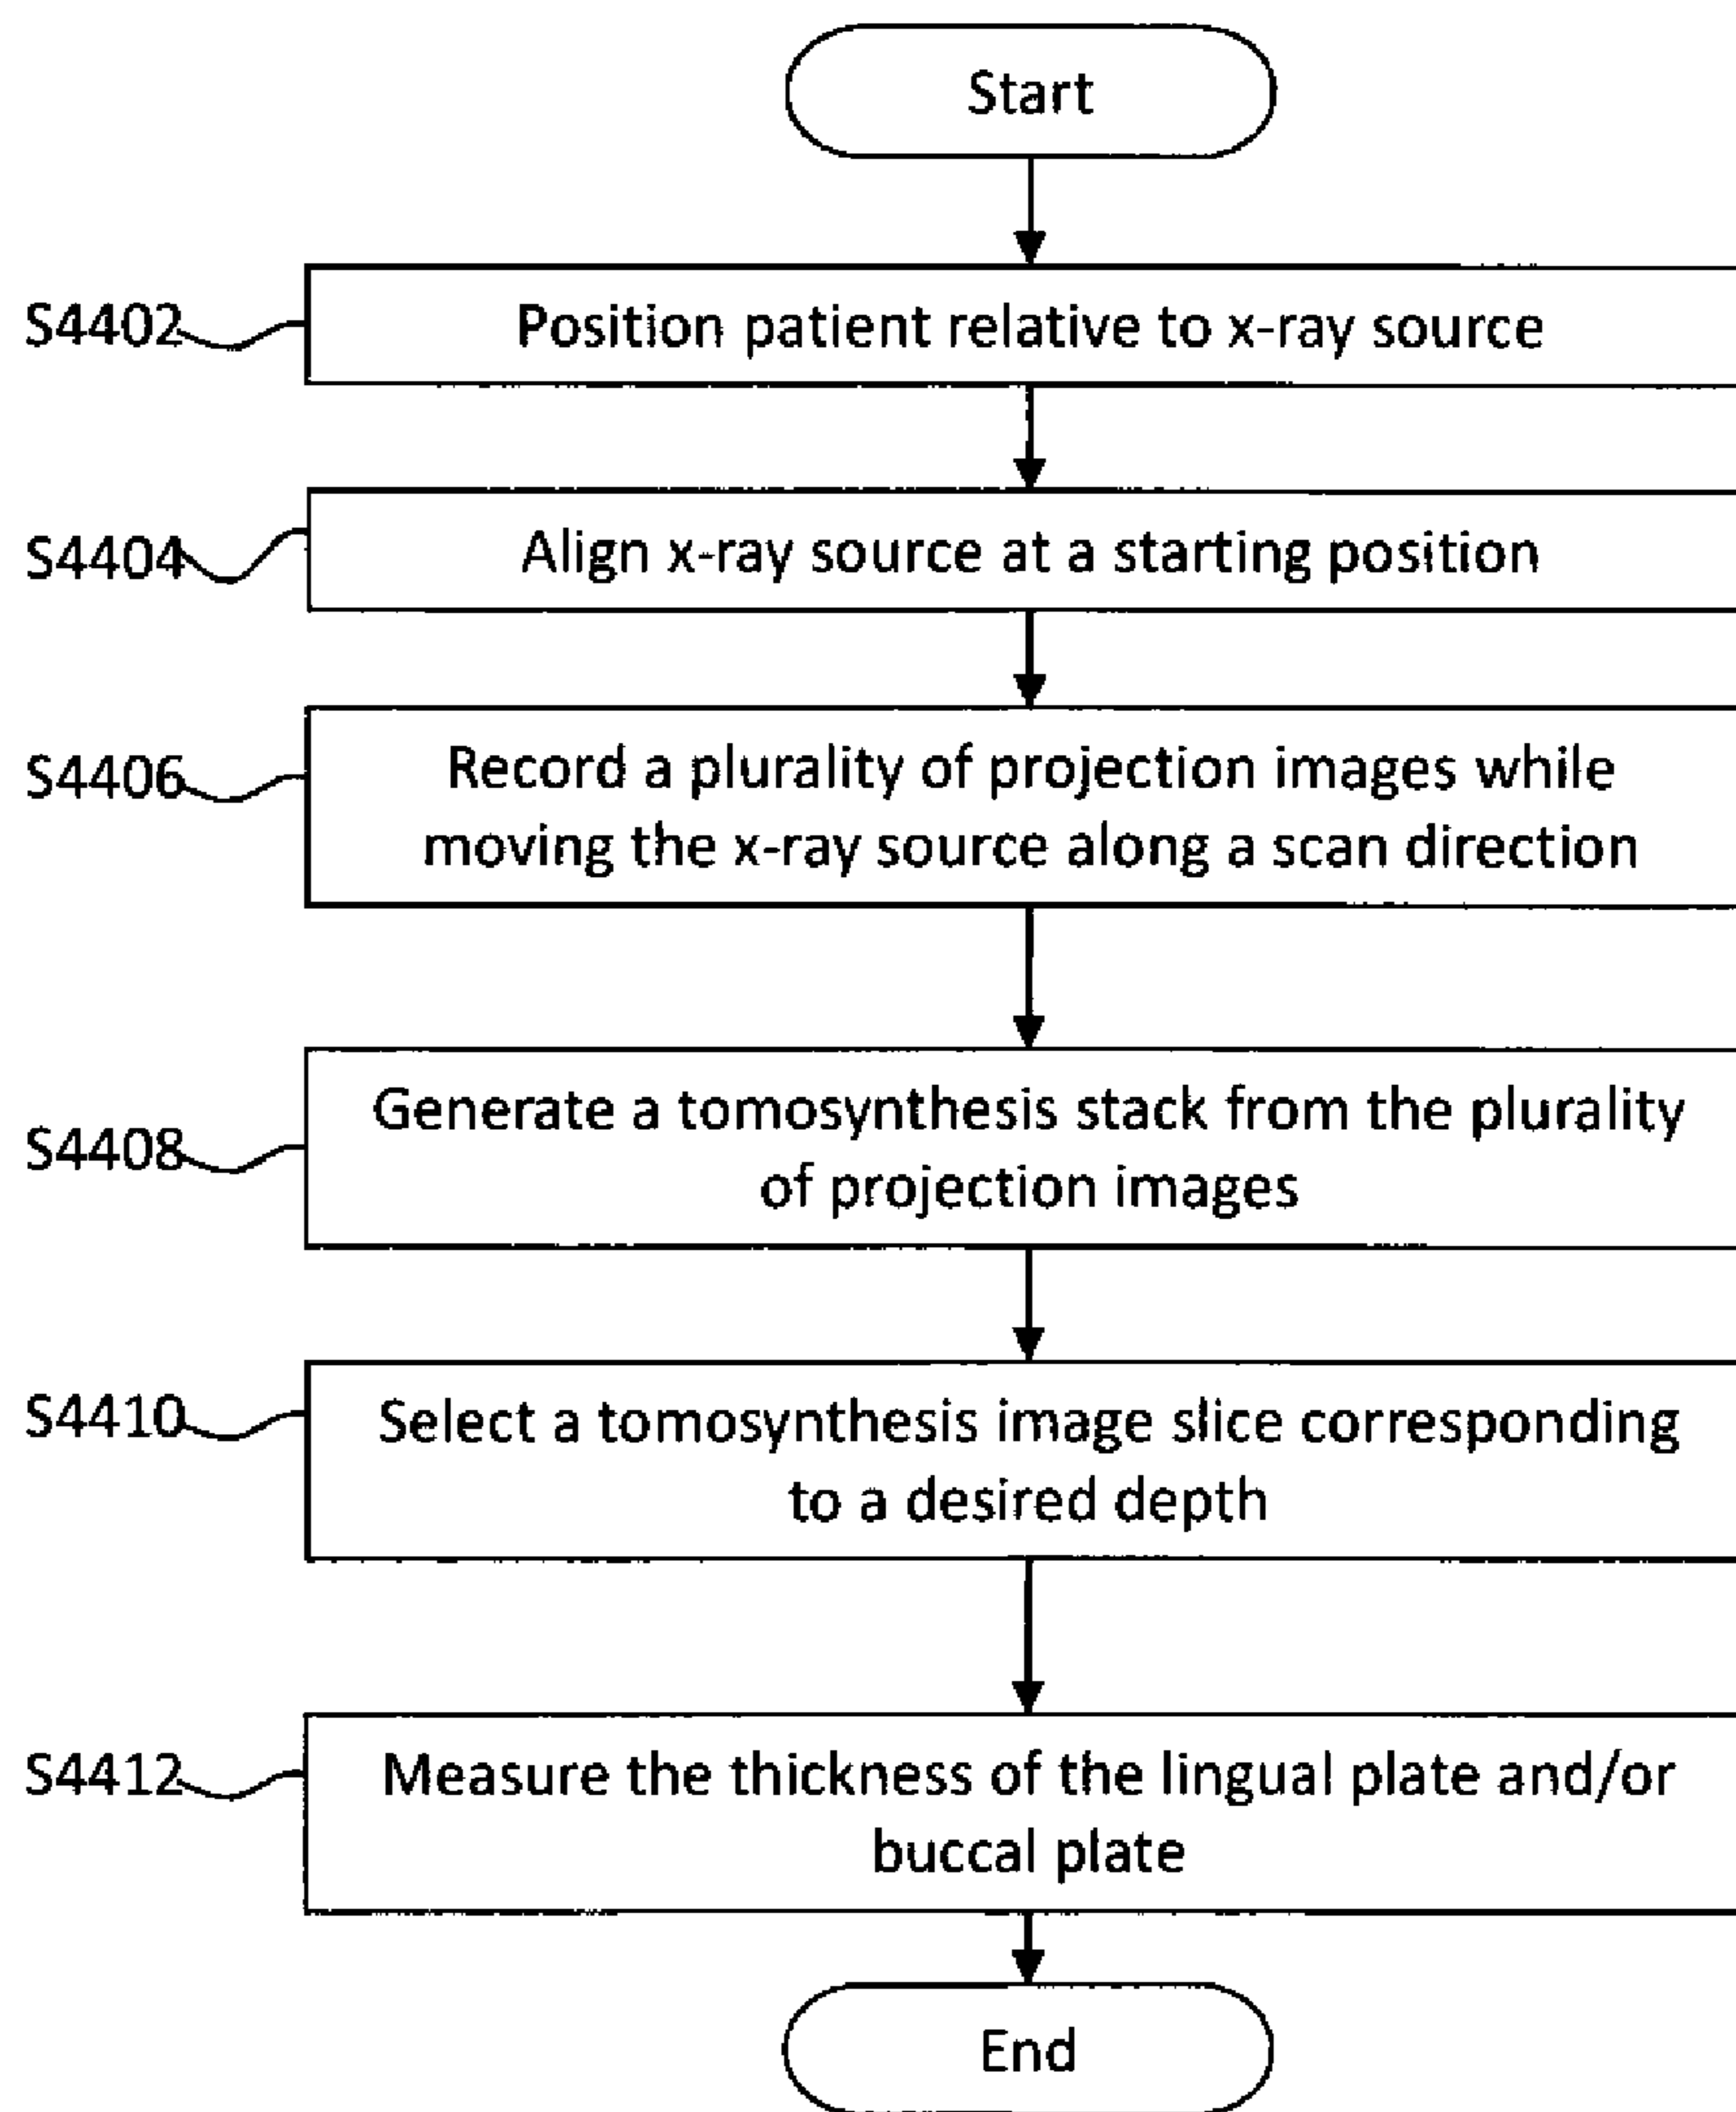 Start
S4402
Position patient relative to x-ray source
S4404
Align x-ray source at a starting position
S4406
Record a plurality of projection images while
moving the x-ray source along a scan direction
S4408
Generate a tomosynthesis stack from the plurality
of projection images
S4410
Select a tomosynthesis image slice corresponding
to a desired depth
S4412
Measure the thickness of the lingual plate and/or
buccal plate
End